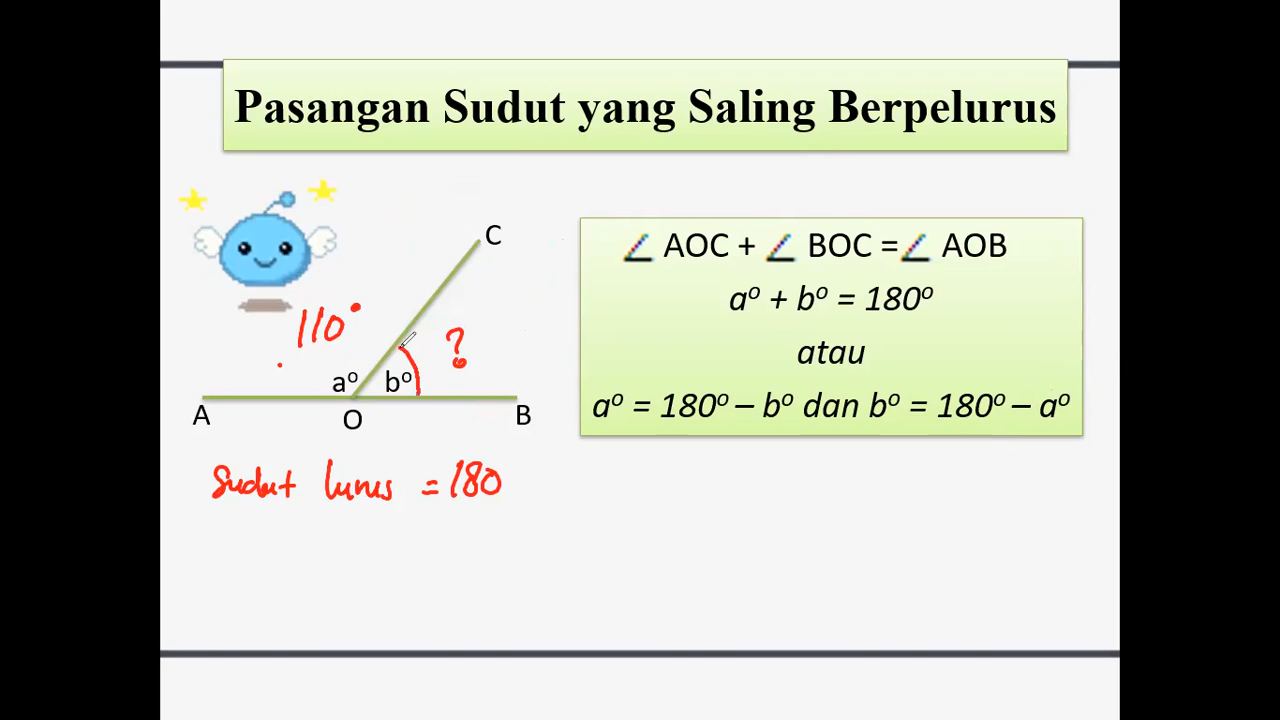 Pasangan Sudut yang Saling Berpelurus
C
∠ AOC + ∠ BOC = ∠ AOB
aº + bº = 180º
110° ?
atau
aº bº
A O B
aº = 180º – bº dan bº = 180º – aº
Sudut lurus = 180